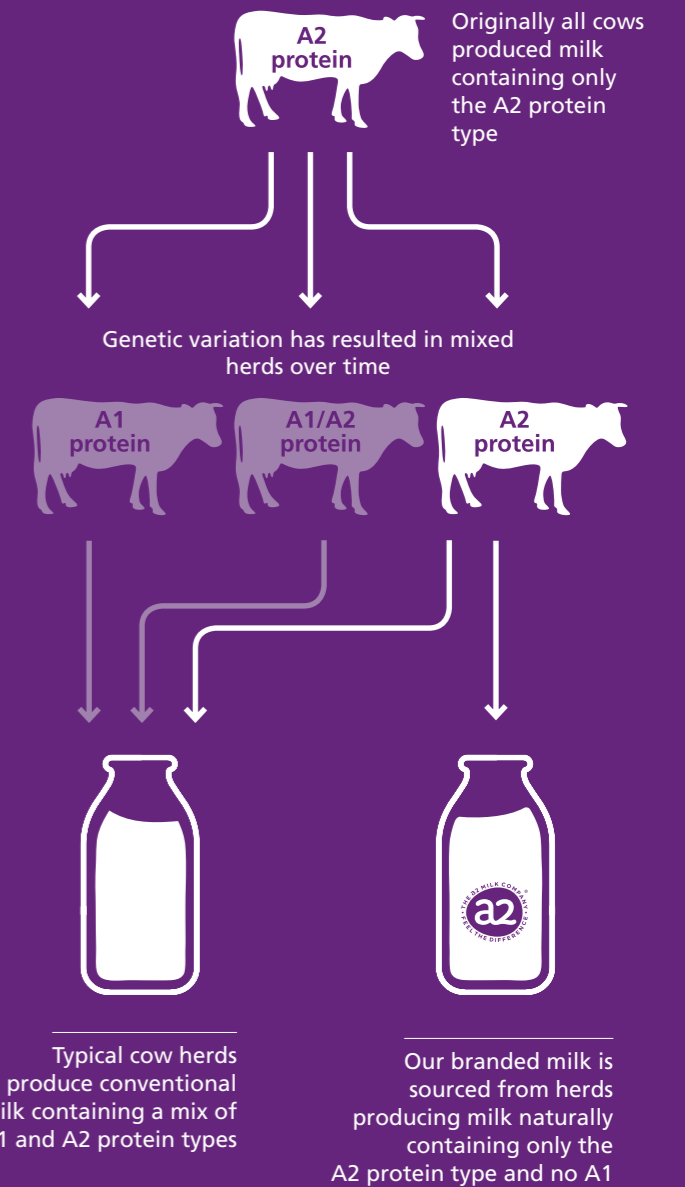 A2
protein
Originally all cows
produced milk
containing only
the A2 protein
type
Genetic variation has resulted in mixed
herds over time
A1
protein
A1/A2
protein
A2
protein
THE a2 MILK COMPANY
a2
FEEL THE DIFFERENCE
Typical cow herds
produce conventional
ilk containing a mix of
1 and A2 protein types
Our branded milk is
sourced from herds
producing milk naturally
containing only the
A2 protein type and no A1